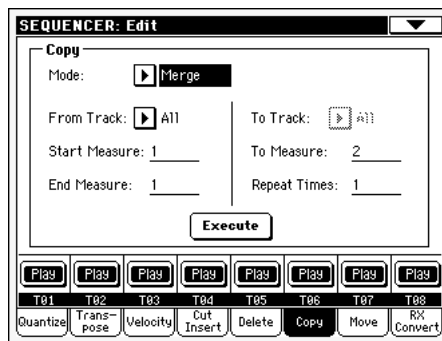 SEQUENCER: Edit
Copy
Mode: Merge
From Track: All
To Track: All
Start Measure: 1
To Measure: 2
End Measure: 1
Repeat Times: 1
Execute
Play Play Play Play Play Play Play Play
T01 T02 T03 T04 T05 T06 T07 T08
Quantize Trans-pose Velocity Cut Insert Delete Copy Move RX Convert